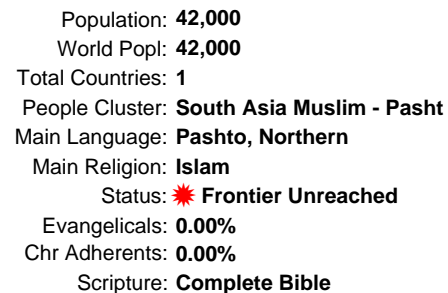 Population: 42,000
World Popl: 42,000
Total Countries: 1
People Cluster: South Asia Muslim - Pasht
Main Language: Pashto, Northern
Main Religion: Islam
Status: Frontier Unreached
Evangelicals: 0.00%
Chr Adherents: 0.00%
Scripture: Complete Bible